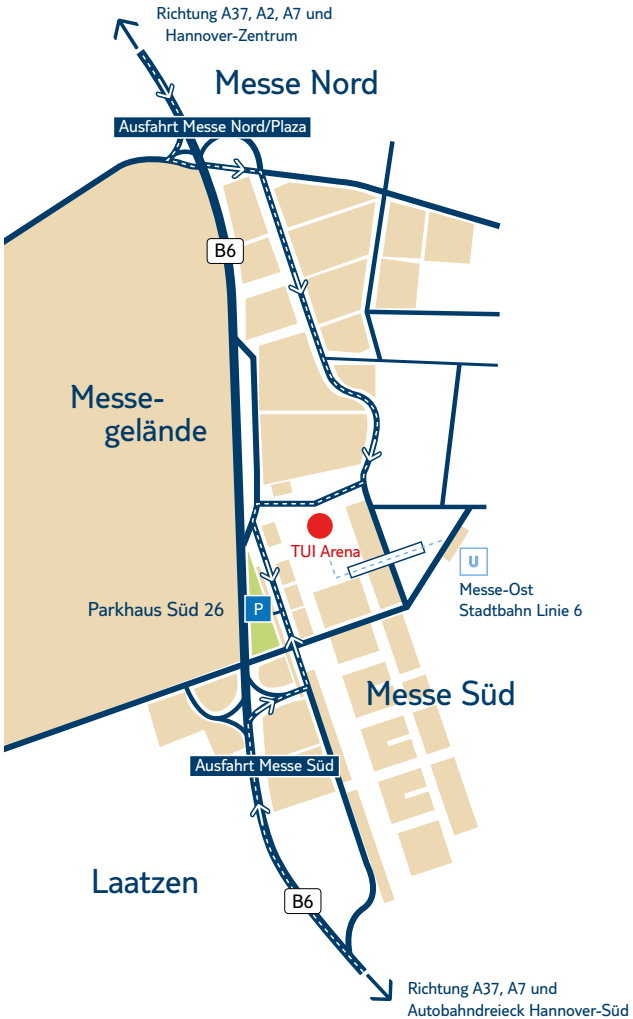 Richtung A37, A2, A7 und
Hannover-Zentrum
Messe Nord
Ausfahrt Messe Nord/Plaza
B6
Messe-
gelände
TUI Arena
U
Messe-Ost
Stadtbahn Linie 6
Parkhaus Süd 26
P
Messe Süd
Ausfahrt Messe Süd
Laatzen
B6
Richtung A37, A7 und
Autobahndreieck Hannover-Süd